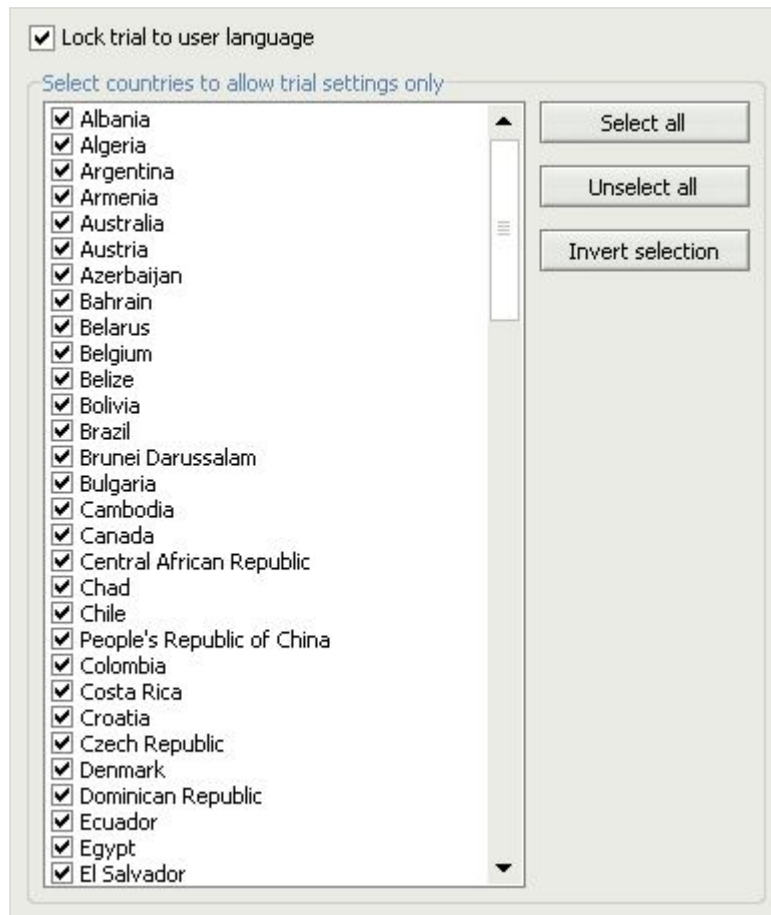 Lock trial to user language
Select countries to allow trial settings only
Albania
Algeria
Argentina
Armenia
Australia
Austria
Azerbaijan
Bahrain
Belarus
Belgium
Belize
Bolivia
Brazil
Brunei Darussalam
Bulgaria
Cambodia
Canada
Central African Republic
Chad
Chile
People's Republic of China
Colombia
Costa Rica
Croatia
Czech Republic
Denmark
Dominican Republic
Ecuador
Egypt
El Salvador
Select all
Unselect all
Invert selection